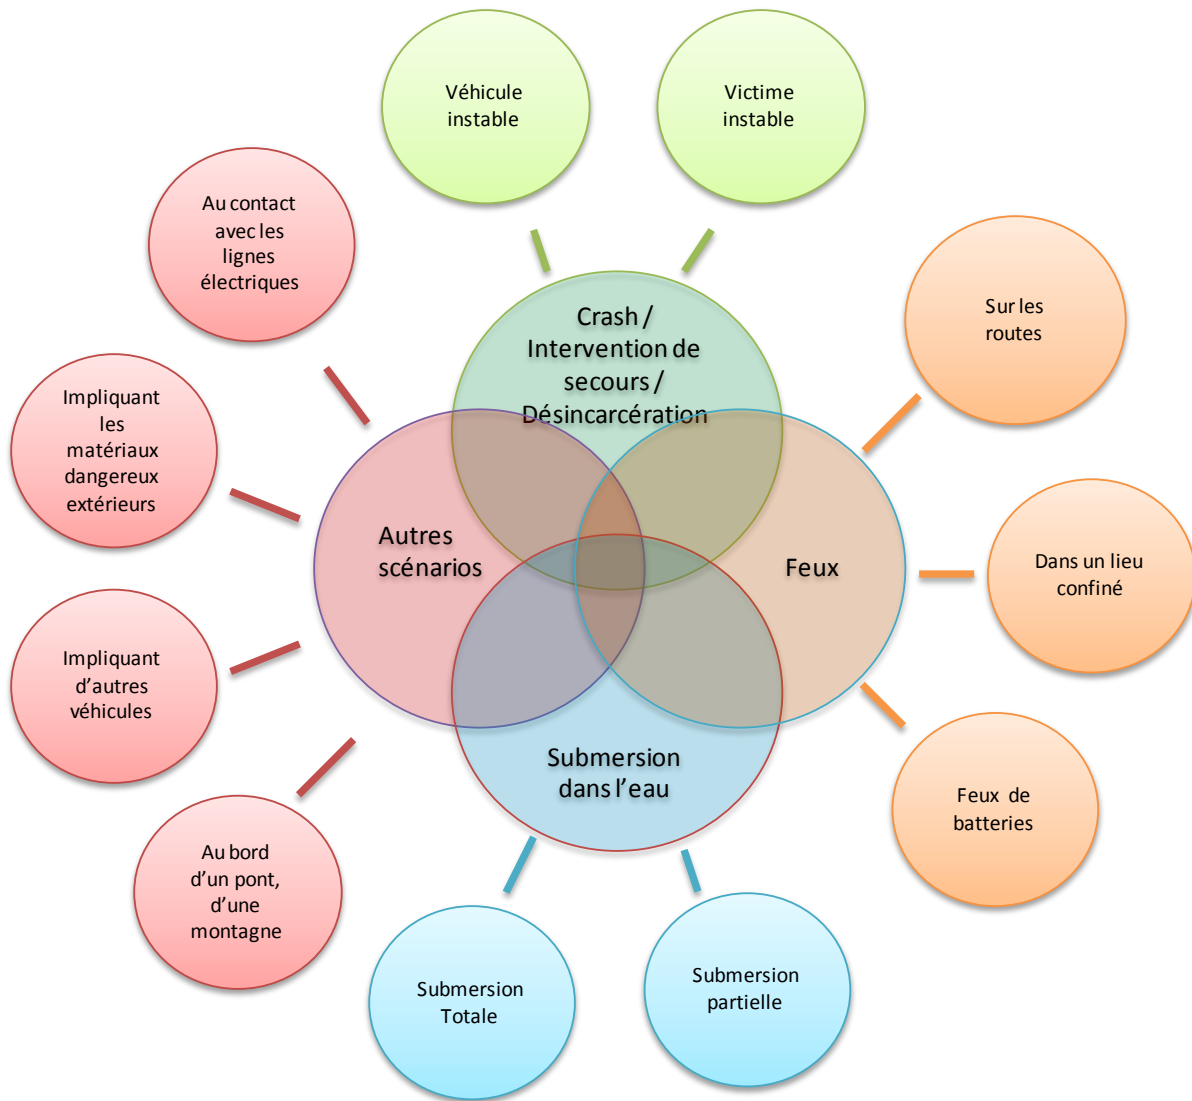 Véhicule
instable
Victime
instable
Au contact
avec les
lignes
électriques
Sur les
routes
Crash /
Intervention de
secours /
Désincarcération
Impliquant
les
matériaux
dangereux
extérieurs
Autres
scénarios
Feux
Dans un lieu
confiné
Impliquant
d’autres
véhicules
Submersion
dans l’eau
Feux de
batteries
Au bord
d’un pont,
d’une
montagne
Submersion
Totale
Submersion
partielle